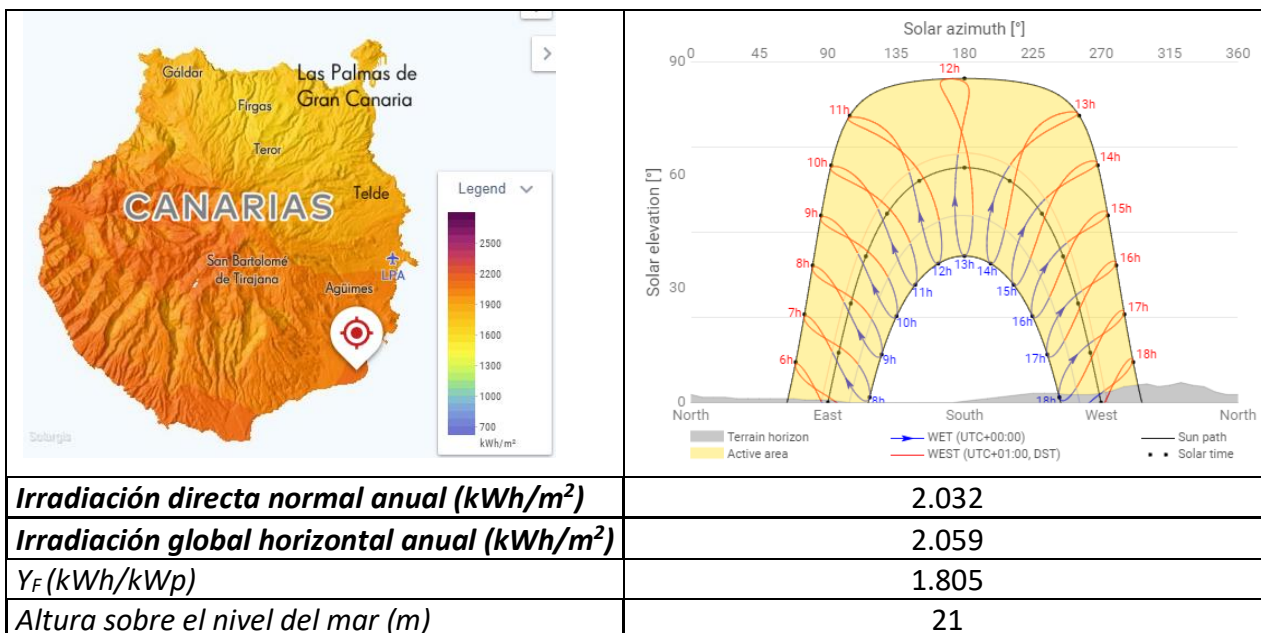 Gáldar
Las Palmas de
Gran Canaria
Fírgas
Teror
CANARIAS
Telde
San Bartolomé
de Tirajana
LPA
Agüimes
Legend
2500
2200
1900
1600
1300
1000
700
kWh/m²
Solargis
Solar azimuth [°]
0 45 90 135 180 225 270 315 360
Solar elevation [°]
90
60
30
0
12h
11h 13h
10h 14h
9h 15h
8h 16h
7h 17h
6h 18h
12h 13h 14h
11h 15h
10h 16h
9h 17h
8h 18h
North East South West North
Terrain horizon WET (UTC+00:00) Sun path
Active area WEST (UTC+01:00, DST) Solar time
Irradiación directa normal anual (kWh/m²) 2.032
Irradiación global horizontal anual (kWh/m²) 2.059
Y_F (kWh/kWp) 1.805
Altura sobre el nivel del mar (m) 21